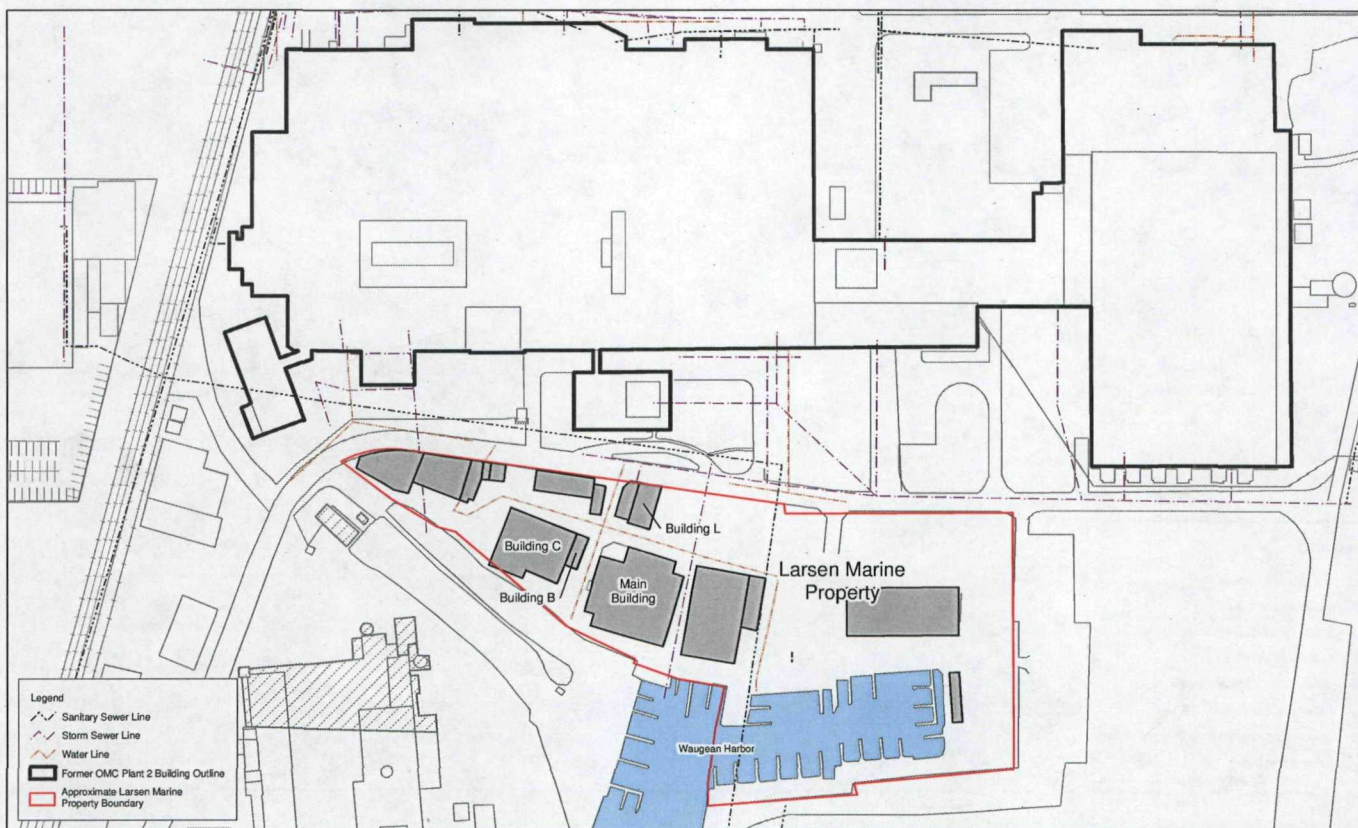 Building L
Building C
Larsen Marine
Property
Main
Building
Building B
Legend
Sanitary Sewer Line
Storm Sewer Line
Water Line
Former OMC Plant 2 Building Outline
Approximate Larsen Marine
Property Boundary
Waugean Harbor